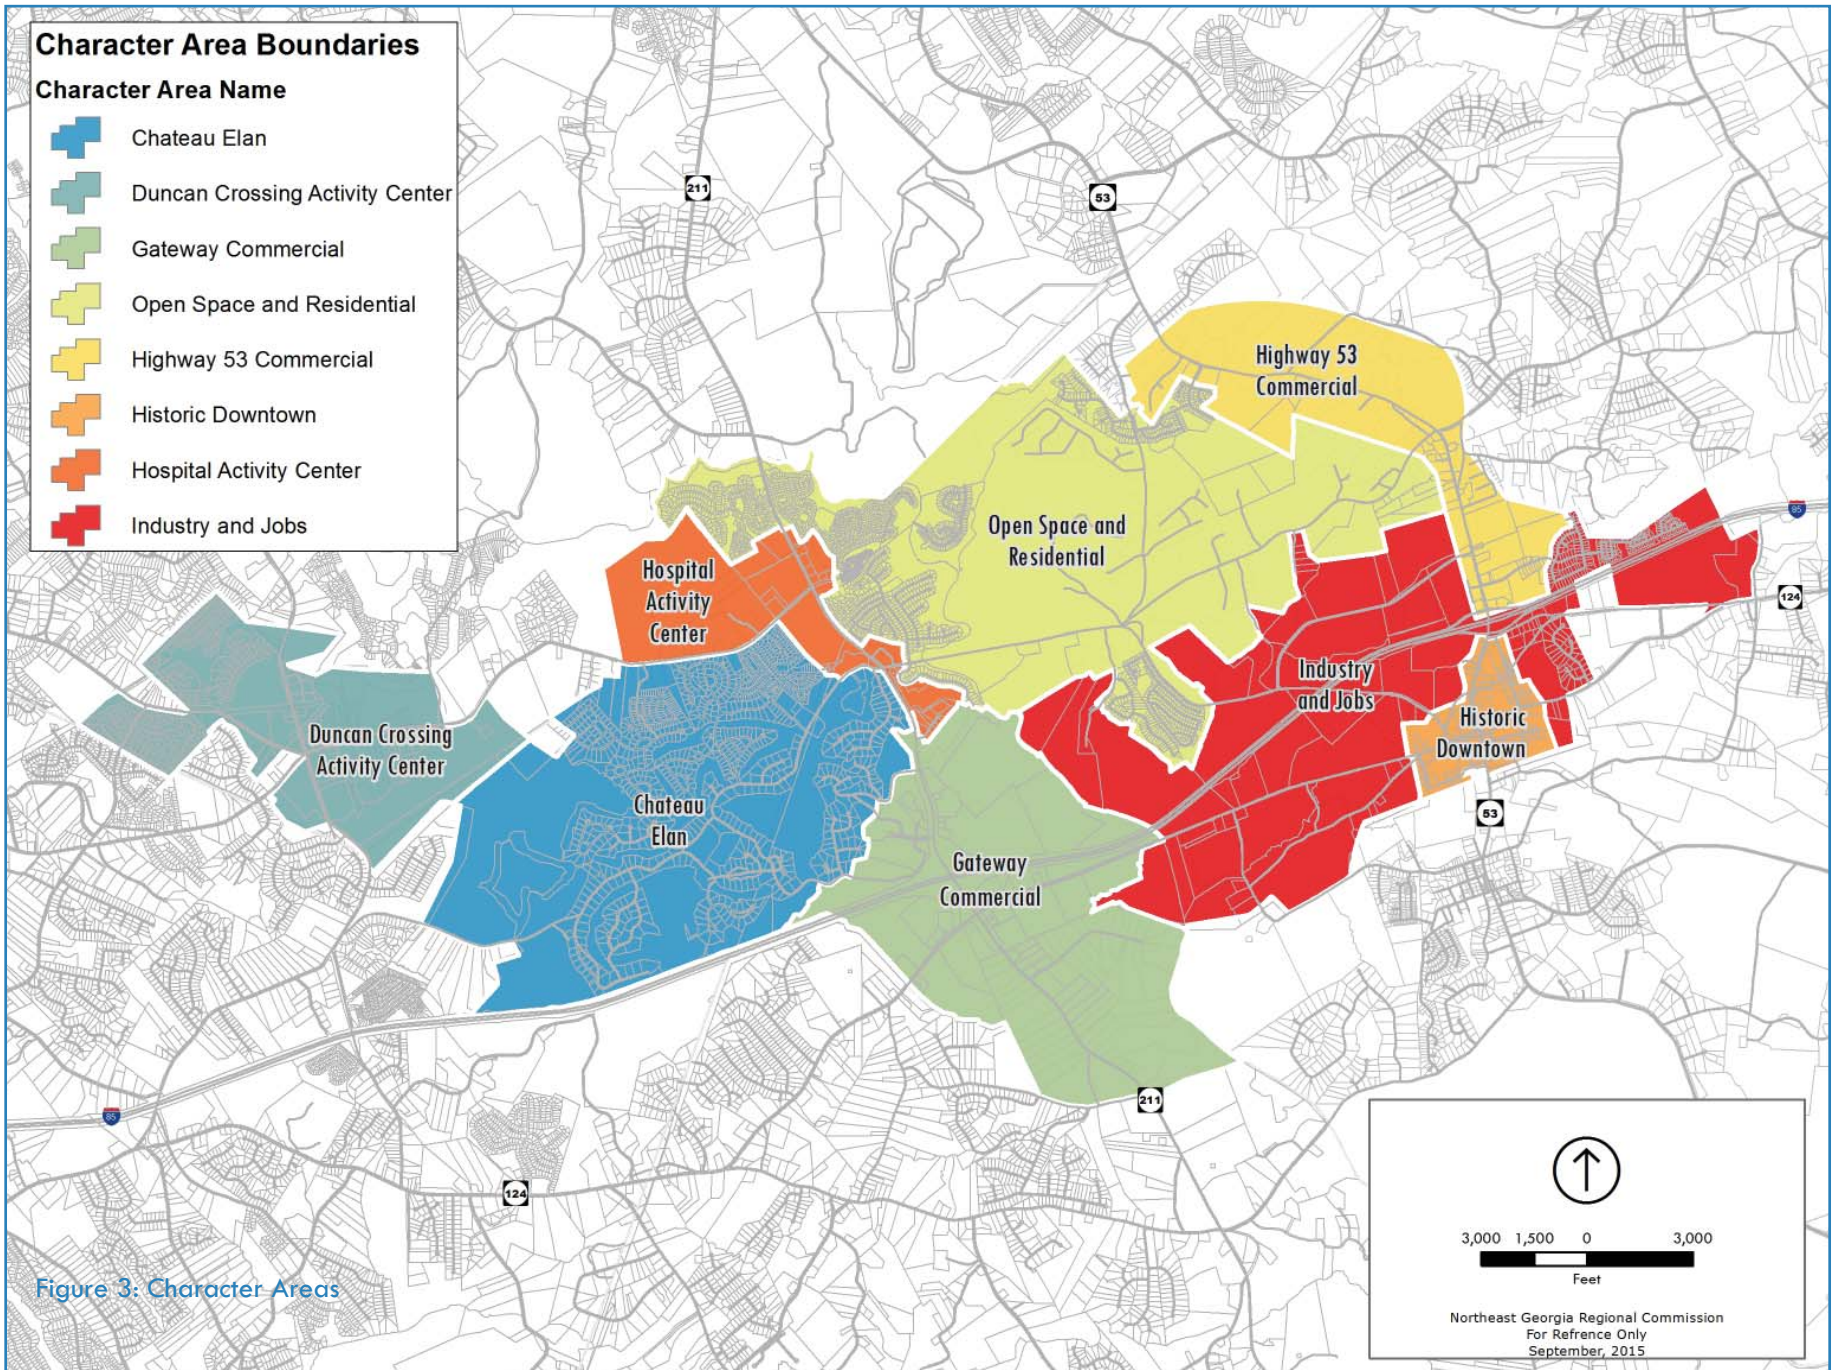 Character Area Boundaries
Character Area Name
Chateau Elan
Duncan Crossing Activity Center
Gateway Commercial
Open Space and Residential
Highway 53 Commercial
Historic Downtown
Hospital Activity Center
Industry and Jobs
211
53
Highway 53
Commercial
85
Open Space and
Residential
Hospital
Activity
Center
124
Industry
and Jobs
Historic
Downtown
Duncan Crossing
Activity Center
Chateau
Elan
53
Gateway
Commercial
211
85
124
3,000 1,500 0 3,000
Feet
Northeast Georgia Regional Commission
For Refrence Only
September, 2015
Figure 3: Character Areas